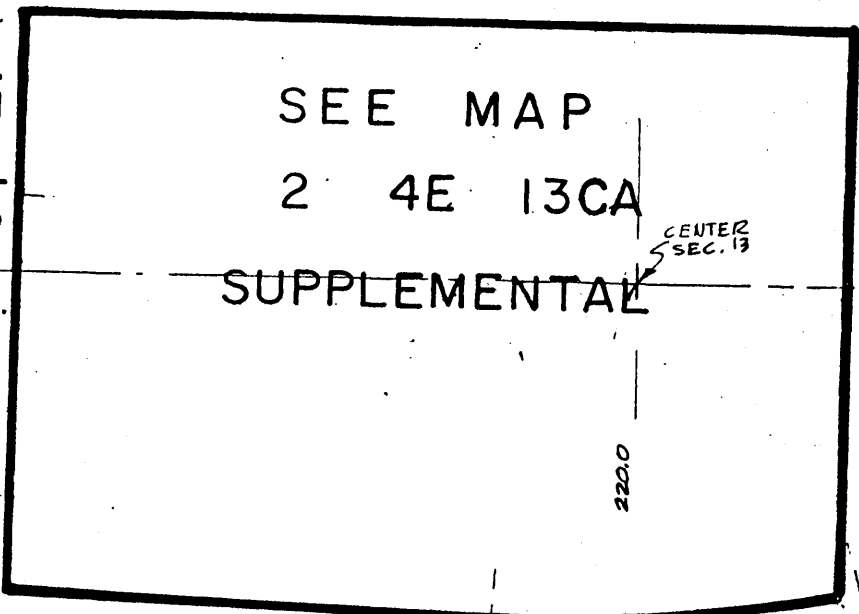 SEE MAP
2 4E 13CA
CENTER
SEC. 13
SUPPLEMENTAL
220.0